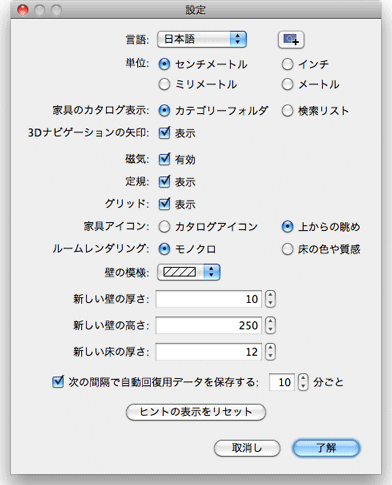 設定
言語: 日本語
単位: センチメートル インチ
ミリメートル メートル
家具のカタログ表示: カテゴリーフォルダ 検索リスト
3Dナビゲーションの矢印: 表示
磁気: 有効
定規: 表示
グリッド: 表示
家具アイコン: カタログアイコン 上からの眺め
ルームレンダリング: モノクロ 床の色や質感
壁の模様:
新しい壁の厚さ: 10
新しい壁の高さ: 250
新しい床の厚さ: 12
次の間隔で自動回復用データを保存する: 10 分ごと
ヒントの表示をリセット
取消し 了解